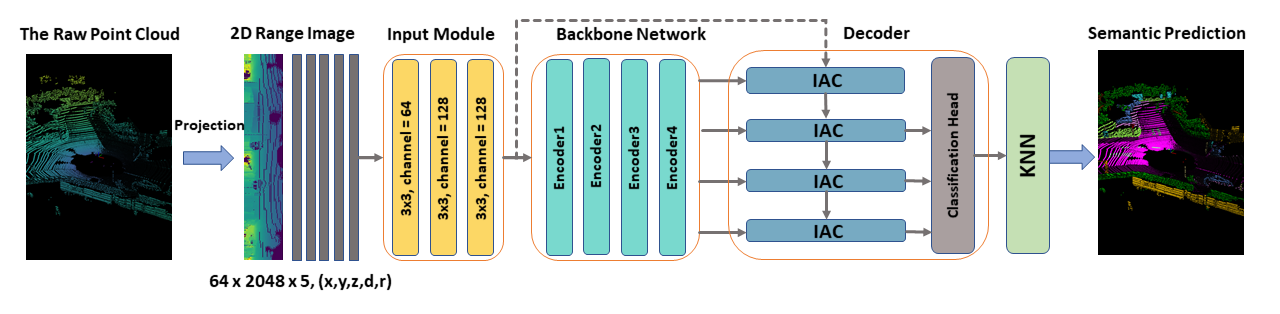 The Raw Point Cloud
2D Range Image
Input Module
Backbone Network
Decoder
Semantic Prediction
Projection
3x3, channel = 64
3x3, channel = 128
3x3, channel = 128
Encoder1
Encoder2
Encoder3
Encoder4
IAC
IAC
IAC
IAC
Classification Head
KNN
64 x 2048 x 5, (x,y,z,d,r)